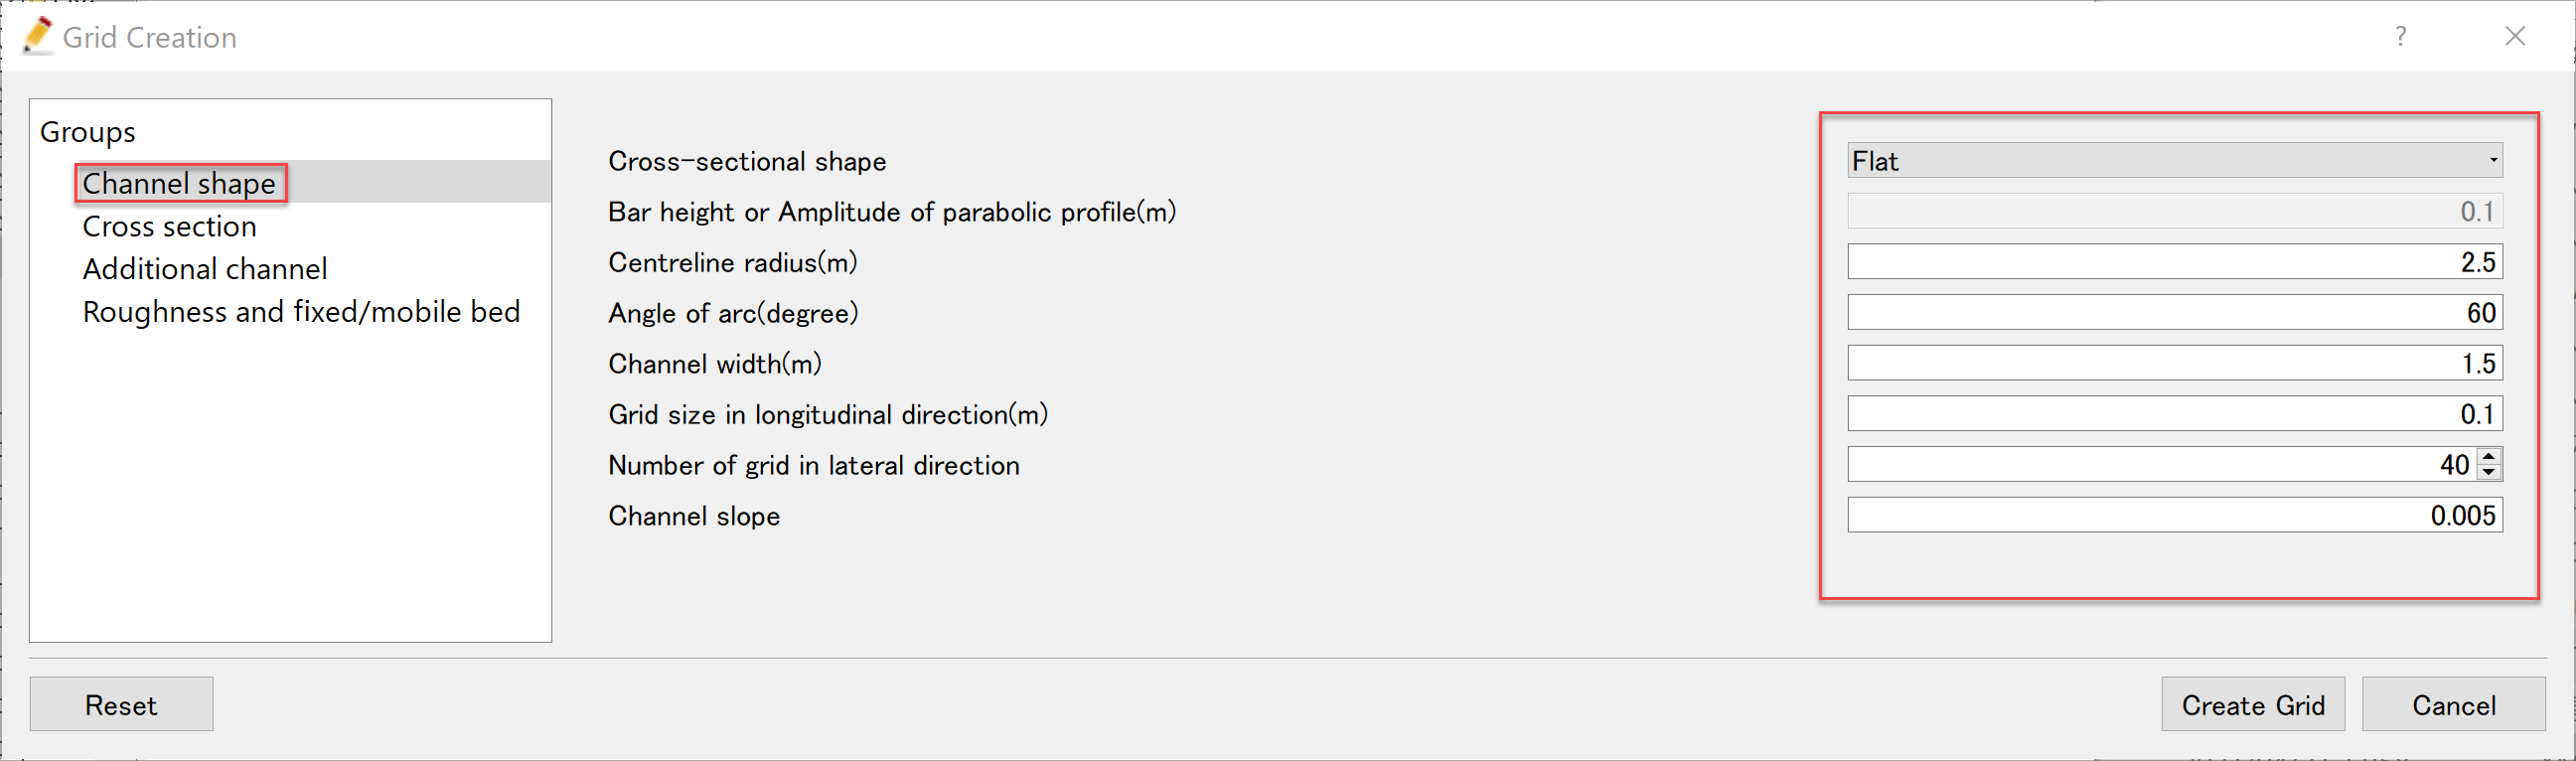 Grid Creation
?
Groups
Channel shape
Cross section
Additional channel
Roughness and fixed/mobile bed
Cross-sectional shape Flat
Bar height or Amplitude of parabolic profile(m) 0.1
Centreline radius(m) 2.5
Angle of arc(degree) 60
Channel width(m) 1.5
Grid size in longitudinal direction(m) 0.1
Number of grid in lateral direction 40
Channel slope 0.005
Reset Create Grid Cancel